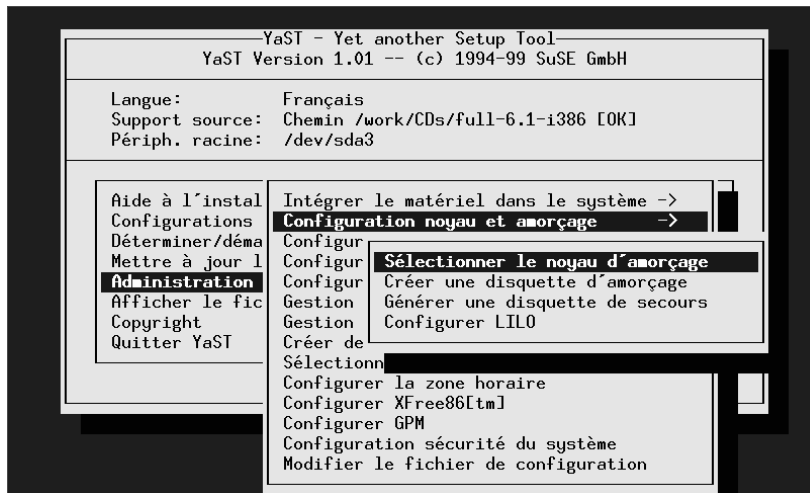 YaST - Yet another Setup Tool
YaST Version 1.01 -- (c) 1994-99 SuSE GmbH
Langue: Français
Support source: Chemin /work/CDs/full-6.1-i386 [OK]
Périph. racine: /dev/sda3
Aide à l´instal
Configurations
Déterminer/déma
Mettre à jour l
Administration
Afficher le fic
Copyright
Quitter YaST
Intégrer le matériel dans le système ->
Configuration noyau et amorçage ->
Configur
Configur
Configur
Gestion
Gestion
Créer de
Sélectionn
Configurer la zone horaire
Configurer XFree86[tm]
Configurer GPM
Configuration sécurité du système
Modifier le fichier de configuration
Sélectionner le noyau d´amorçage
Créer une disquette d´amorçage
Générer une disquette de secours
Configurer LILO